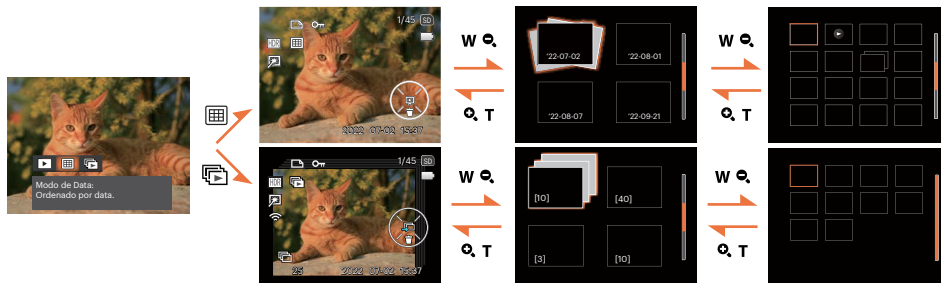 Modo de Data:
Ordenado por data.
1/45 SD
HDR
2022-07-02 15:37
W
T
'22-07-02
'22-08-01
'22-08-07
'22-09-21
W
T
1/45 SD
HDR
25 2022-07-02 15:37
W
T
[10]
[40]
[3]
[10]
W
T